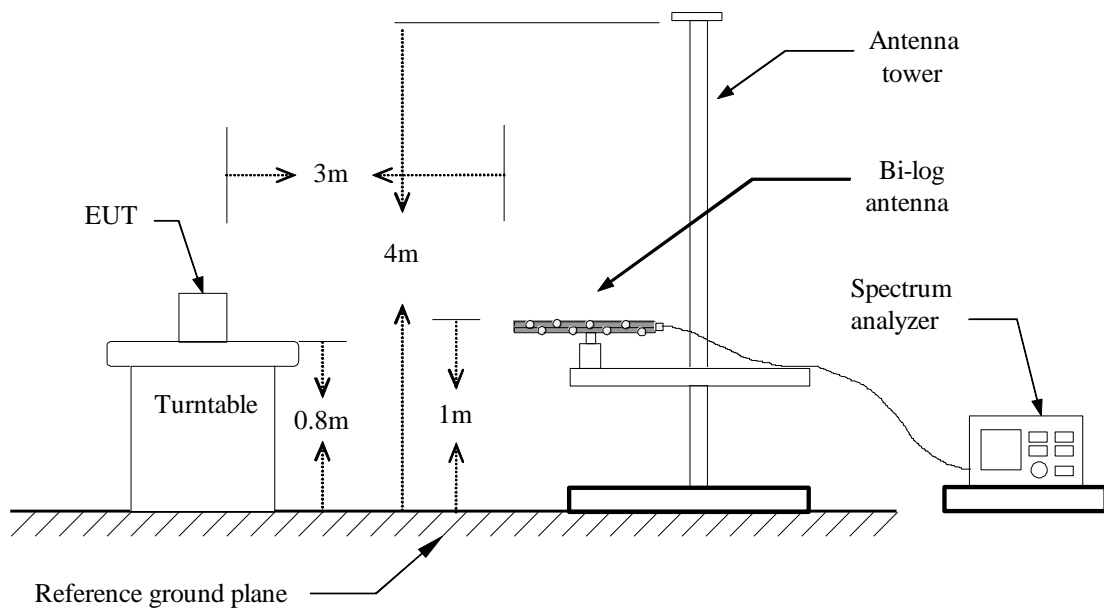 Antenna
tower
3m
Bi-log
antenna
EUT
4m
Spectrum
analyzer
Turntable
0.8m
1m
Reference ground plane